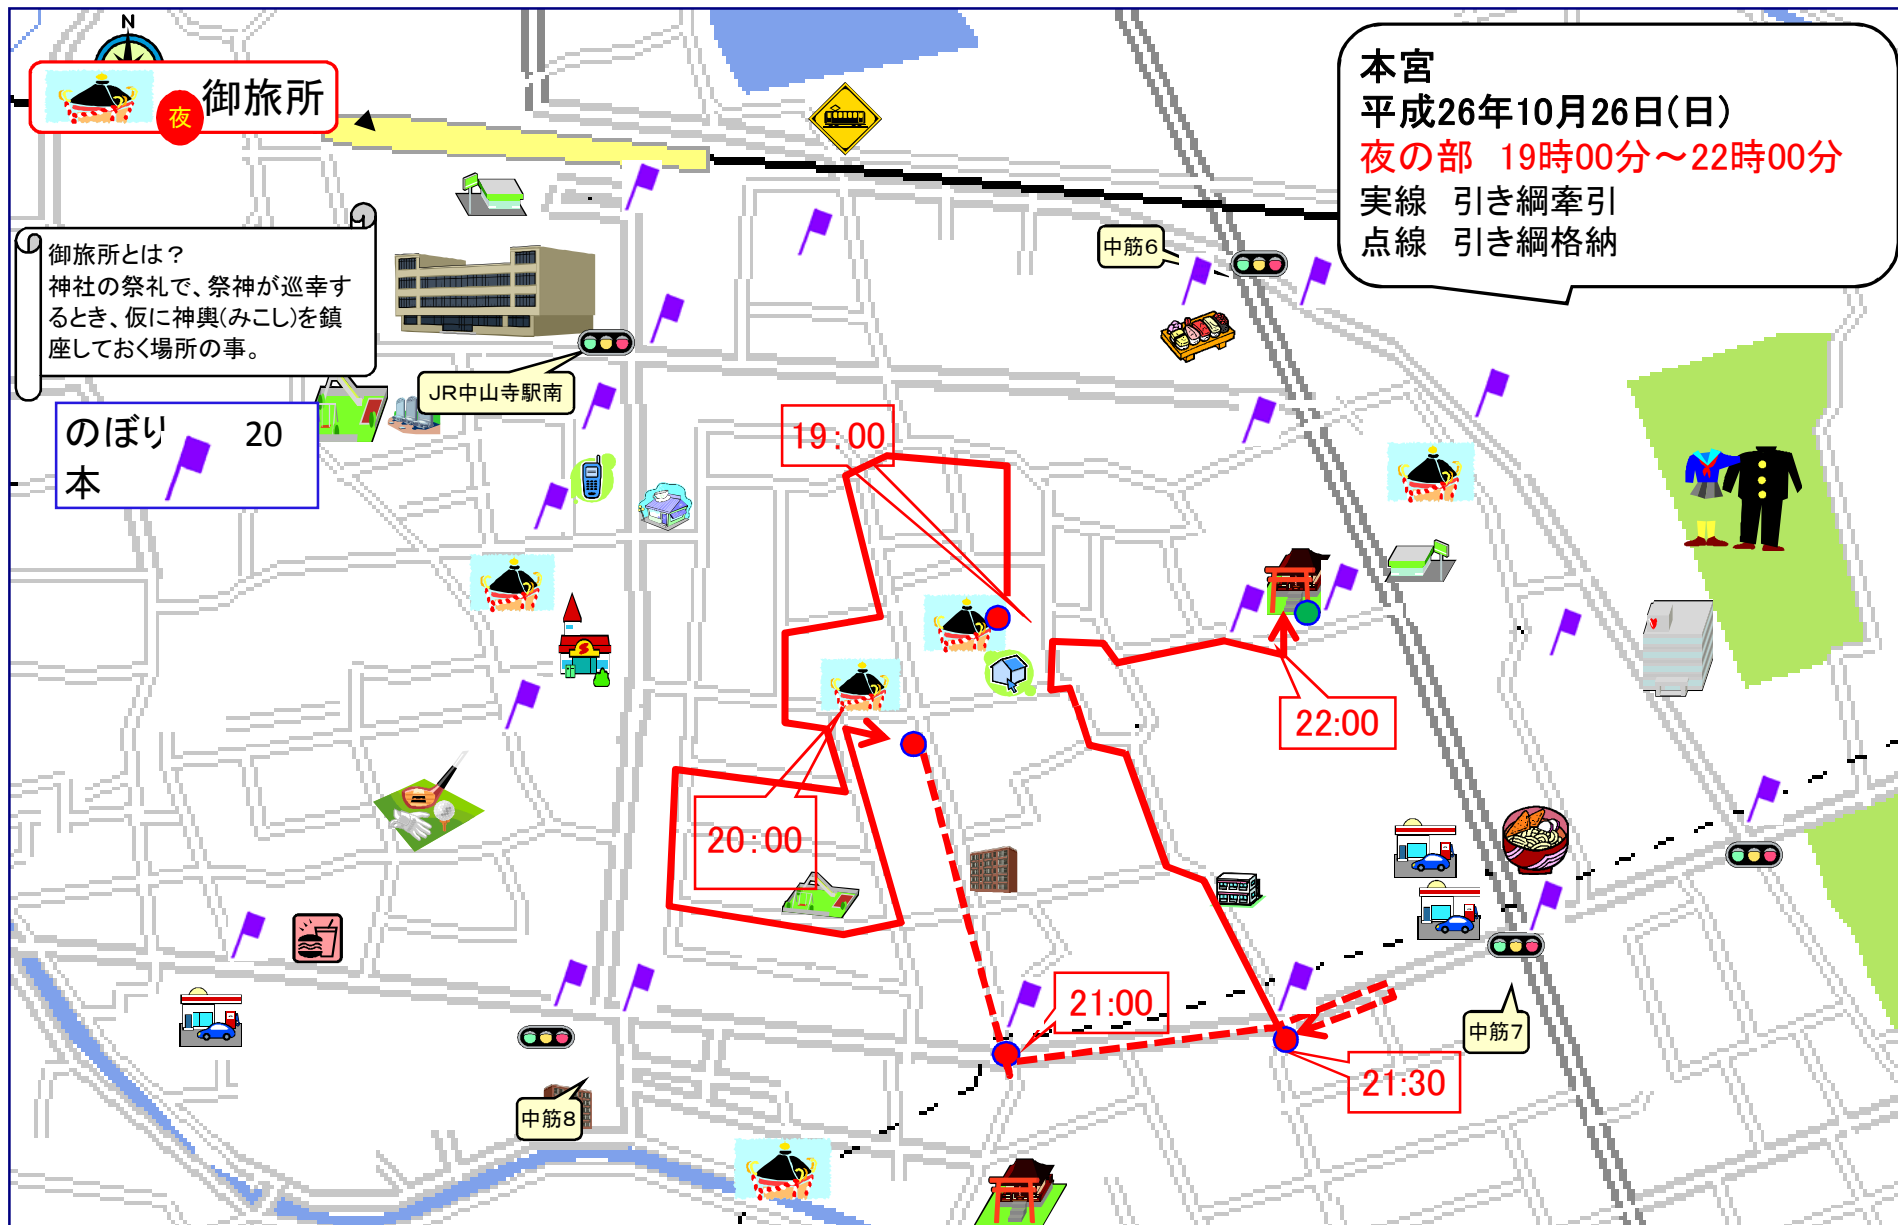 N
夜
御旅所
本宮
平成26年10月26日(日)
夜の部 19時00分～22時00分
実線 引き綱牽引
点線 引き綱格納
御旅所とは？
神社の祭礼で、祭神が巡幸す
るとき、仮に神輿(みこし)を鎮
座しておく場所の事。
中筋6
JR中山寺駅南
のぼり 20
本
19:00
22:00
20:00
21:00
中筋7
21:30
中筋8